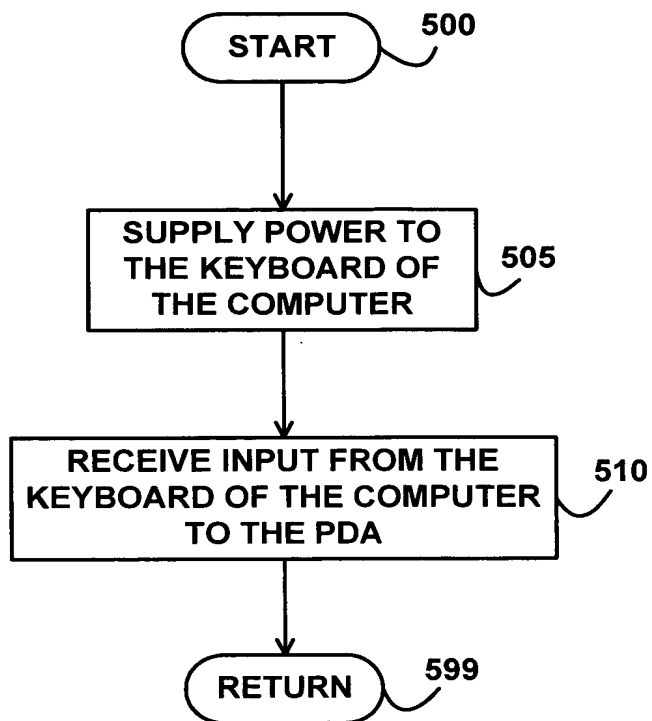 START
500
SUPPLY POWER TO
THE KEYBOARD OF
THE COMPUTER
505
RECEIVE INPUT FROM THE
KEYBOARD OF THE COMPUTER
TO THE PDA
510
RETURN
599